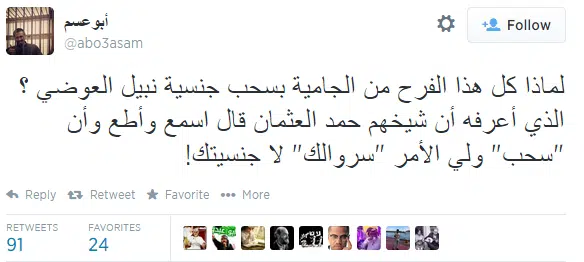 أبو عسم
@abo3asam
Follow
لماذا كل هذا الفرح من الجامية بسحب جنسية نبيل العوضي ؟
الذي أعرفه أن شيخهم حمد العثمان قال اسمع وأطع وأن
"سحب" ولي الأمر "سروالك" لا جنسيتك!
Reply Retweet Favorite More
RETWEETS FAVORITES
91 24